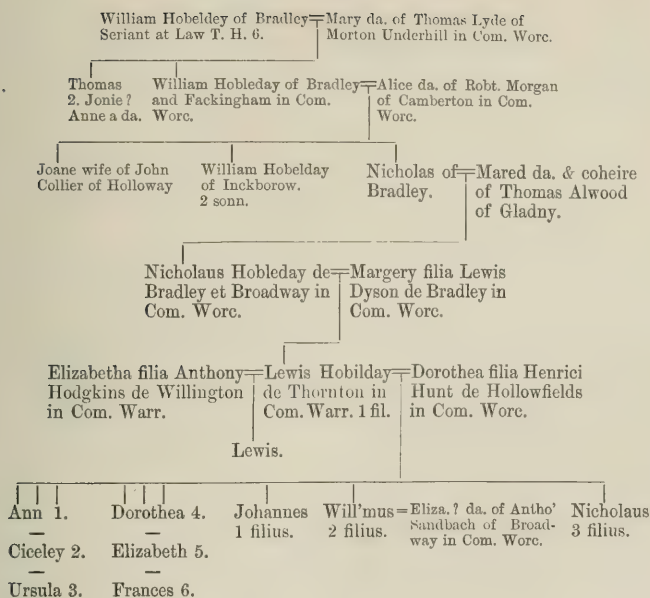 William Hobeldey of Bradley=Mary da. of Thomas Lyde of
Seriant at Law T. H. 6. Morton Underhill in Com. Worc.
Thomas William Hobleday of Bradley=Alice da. of Robt. Morgan
2. Jonie? and Fackingham in Com. of Camberton in Com.
Anne a da. Worc. Worc.
Joane wife of John William Hobelday Nicholas of=Mared da. & coheire
Collier of Holloway of Inckborow. Bradley. of Thomas Alwood
2 sonn. of Gladny.
Nicholaus Hobleday de=Margery filia Lewis
Bradley et Broadway in Dyson de Bradley in
Com. Worc. Com. Worc.
Elizabetha filia Anthony=Lewis Hobilday=Dorothea filia Henrici
Hodgkins de Willington de Thornton in Hunt de Hollowfields
in Com. Warr. Com. Warr. 1 fil. in Com. Worc.
Lewis.
Ann 1. Dorothea 4. Johannes Will'mus=Eliza.? da. of Antho' Nicholaus
1 filius. 2 filius. Sandbach of Broad- 3 filius.
Ciceley 2. Elizabeth 5. way in Com. Worc.
Ursula 3. Frances 6.